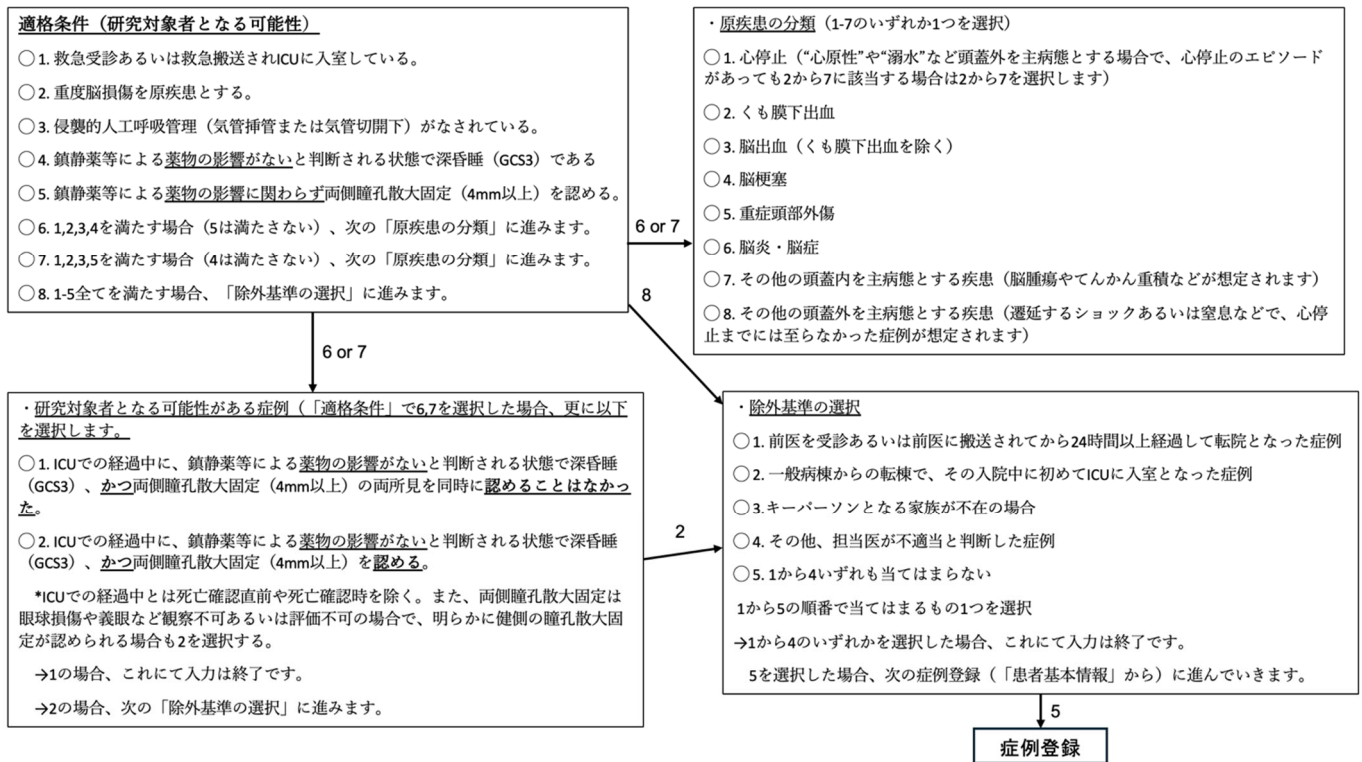 適格条件（研究対象者となる可能性）
○1. 救急受診あるいは救急搬送されICUに入室している。
○2. 重度脳損傷を原疾患とする。
○3. 侵襲的人工呼吸管理（気管挿管または気管切開下）がなされている。
○4. 鎮静薬等による薬物の影響がないと判断される状態で深昏睡（GCS3）である
○5. 鎮静薬等による薬物の影響に関わらず両側瞳孔散大固定（4mm以上）を認める。
○6. 1,2,3,4を満たす場合（5は満たさない）、次の「原疾患の分類」に進みます。
○7. 1,2,3,5を満たす場合（4は満たさない）、次の「原疾患の分類」に進みます。
○8. 1-5全てを満たす場合、「除外基準の選択」に進みます。
6 or 7
・原疾患の分類（1-7のいずれか1つを選択）
○1. 心停止（“心原性”や“溺水”など頭蓋外を主病態とする場合で、心停止のエピソード
があっても2から7に該当する場合は2から7を選択します）
○2. くも膜下出血
○3. 脳出血（くも膜下出血を除く）
○4. 脳梗塞
○5. 重症頭部外傷
○6. 脳炎・脳症
○7. その他の頭蓋内を主病態とする疾患（脳腫瘍やてんかん重積などが想定されます）
○8. その他の頭蓋外を主病態とする疾患（遷延するショックあるいは窒息などで、心停
止までには至らなかった症例が想定されます）
8
6 or 7
・研究対象者となる可能性がある症例（「適格条件」で6,7を選択した場合、更に以下
を選択します。
○1. ICUでの経過中に、鎮静薬等による薬物の影響がないと判断される状態で深昏睡
（GCS3）、かつ両側瞳孔散大固定（4mm以上）の両所見を同時に認めることはなかっ
た。
○2. ICUでの経過中に、鎮静薬等による薬物の影響がないと判断される状態で深昏睡
（GCS3）、かつ両側瞳孔散大固定（4mm以上）を認める。
*ICUでの経過中とは死亡確認直前や死亡確認時を除く。また、両側瞳孔散大固定は
眼球損傷や義眼など観察不可あるいは評価不可の場合で、明らかに健側の瞳孔散大固
定が認められる場合も2を選択する。
→1の場合、これにて入力は終了です。
→2の場合、次の「除外基準の選択」に進みます。
2
・除外基準の選択
○1. 前医を受診あるいは前医に搬送されてから24時間以上経過して転院となった症例
○2. 一般病棟からの転棟で、その入院中に初めてICUに入室となった症例
○3.キーパーソンとなる家族が不在の場合
○4. その他、担当医が不適当と判断した症例
○5. 1から4いずれも当てはまらない
1から5の順番で当てはまるもの1つを選択
→1から4のいずれかを選択した場合、これにて入力は終了です。
5を選択した場合、次の症例登録（「患者基本情報」から）に進んでいきます。
5
症例登録